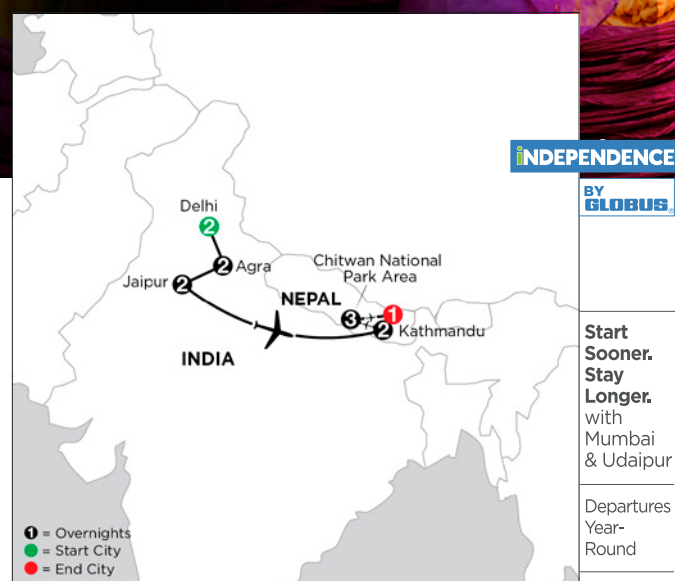 Delhi
2
2
Agra
Jaipur
2
Chitwan National
Park Area
NEPAL
3
1
2
Kathmandu
INDIA
1 = Overnights
= Start City
= End City
iNDEPENDENCE
BY
GLOBUS®
Start
Sooner.
Stay
Longer.
with
Mumbai
& Udaipur
Departures
Year-
Round